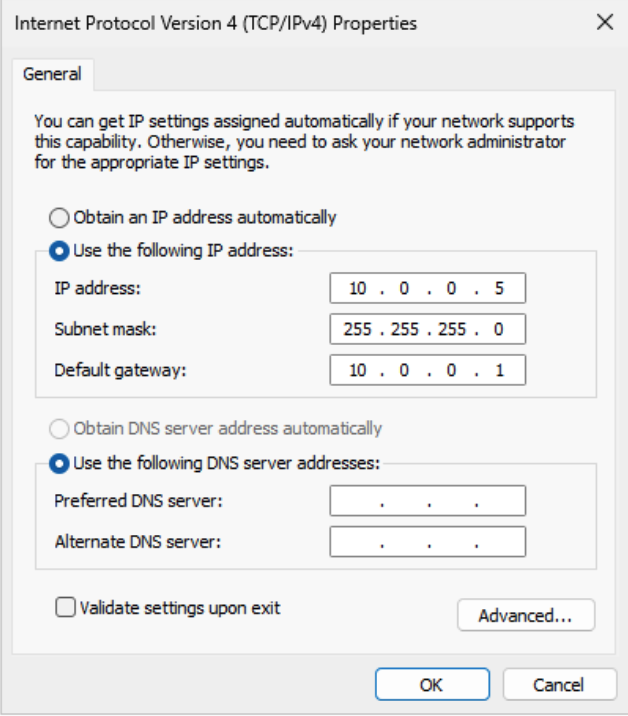 Internet Protocol Version 4 (TCP/IPv4) Properties
General
You can get IP settings assigned automatically if your network supports
this capability. Otherwise, you need to ask your network administrator
for the appropriate IP settings.
Obtain an IP address automatically
Use the following IP address:
IP address: 10 . 0 . 0 . 5
Subnet mask: 255 . 255 . 255 . 0
Default gateway: 10 . 0 . 0 . 1
Obtain DNS server address automatically
Use the following DNS server addresses:
Preferred DNS server: . . .
Alternate DNS server: . . .
Validate settings upon exit
Advanced...
OK Cancel